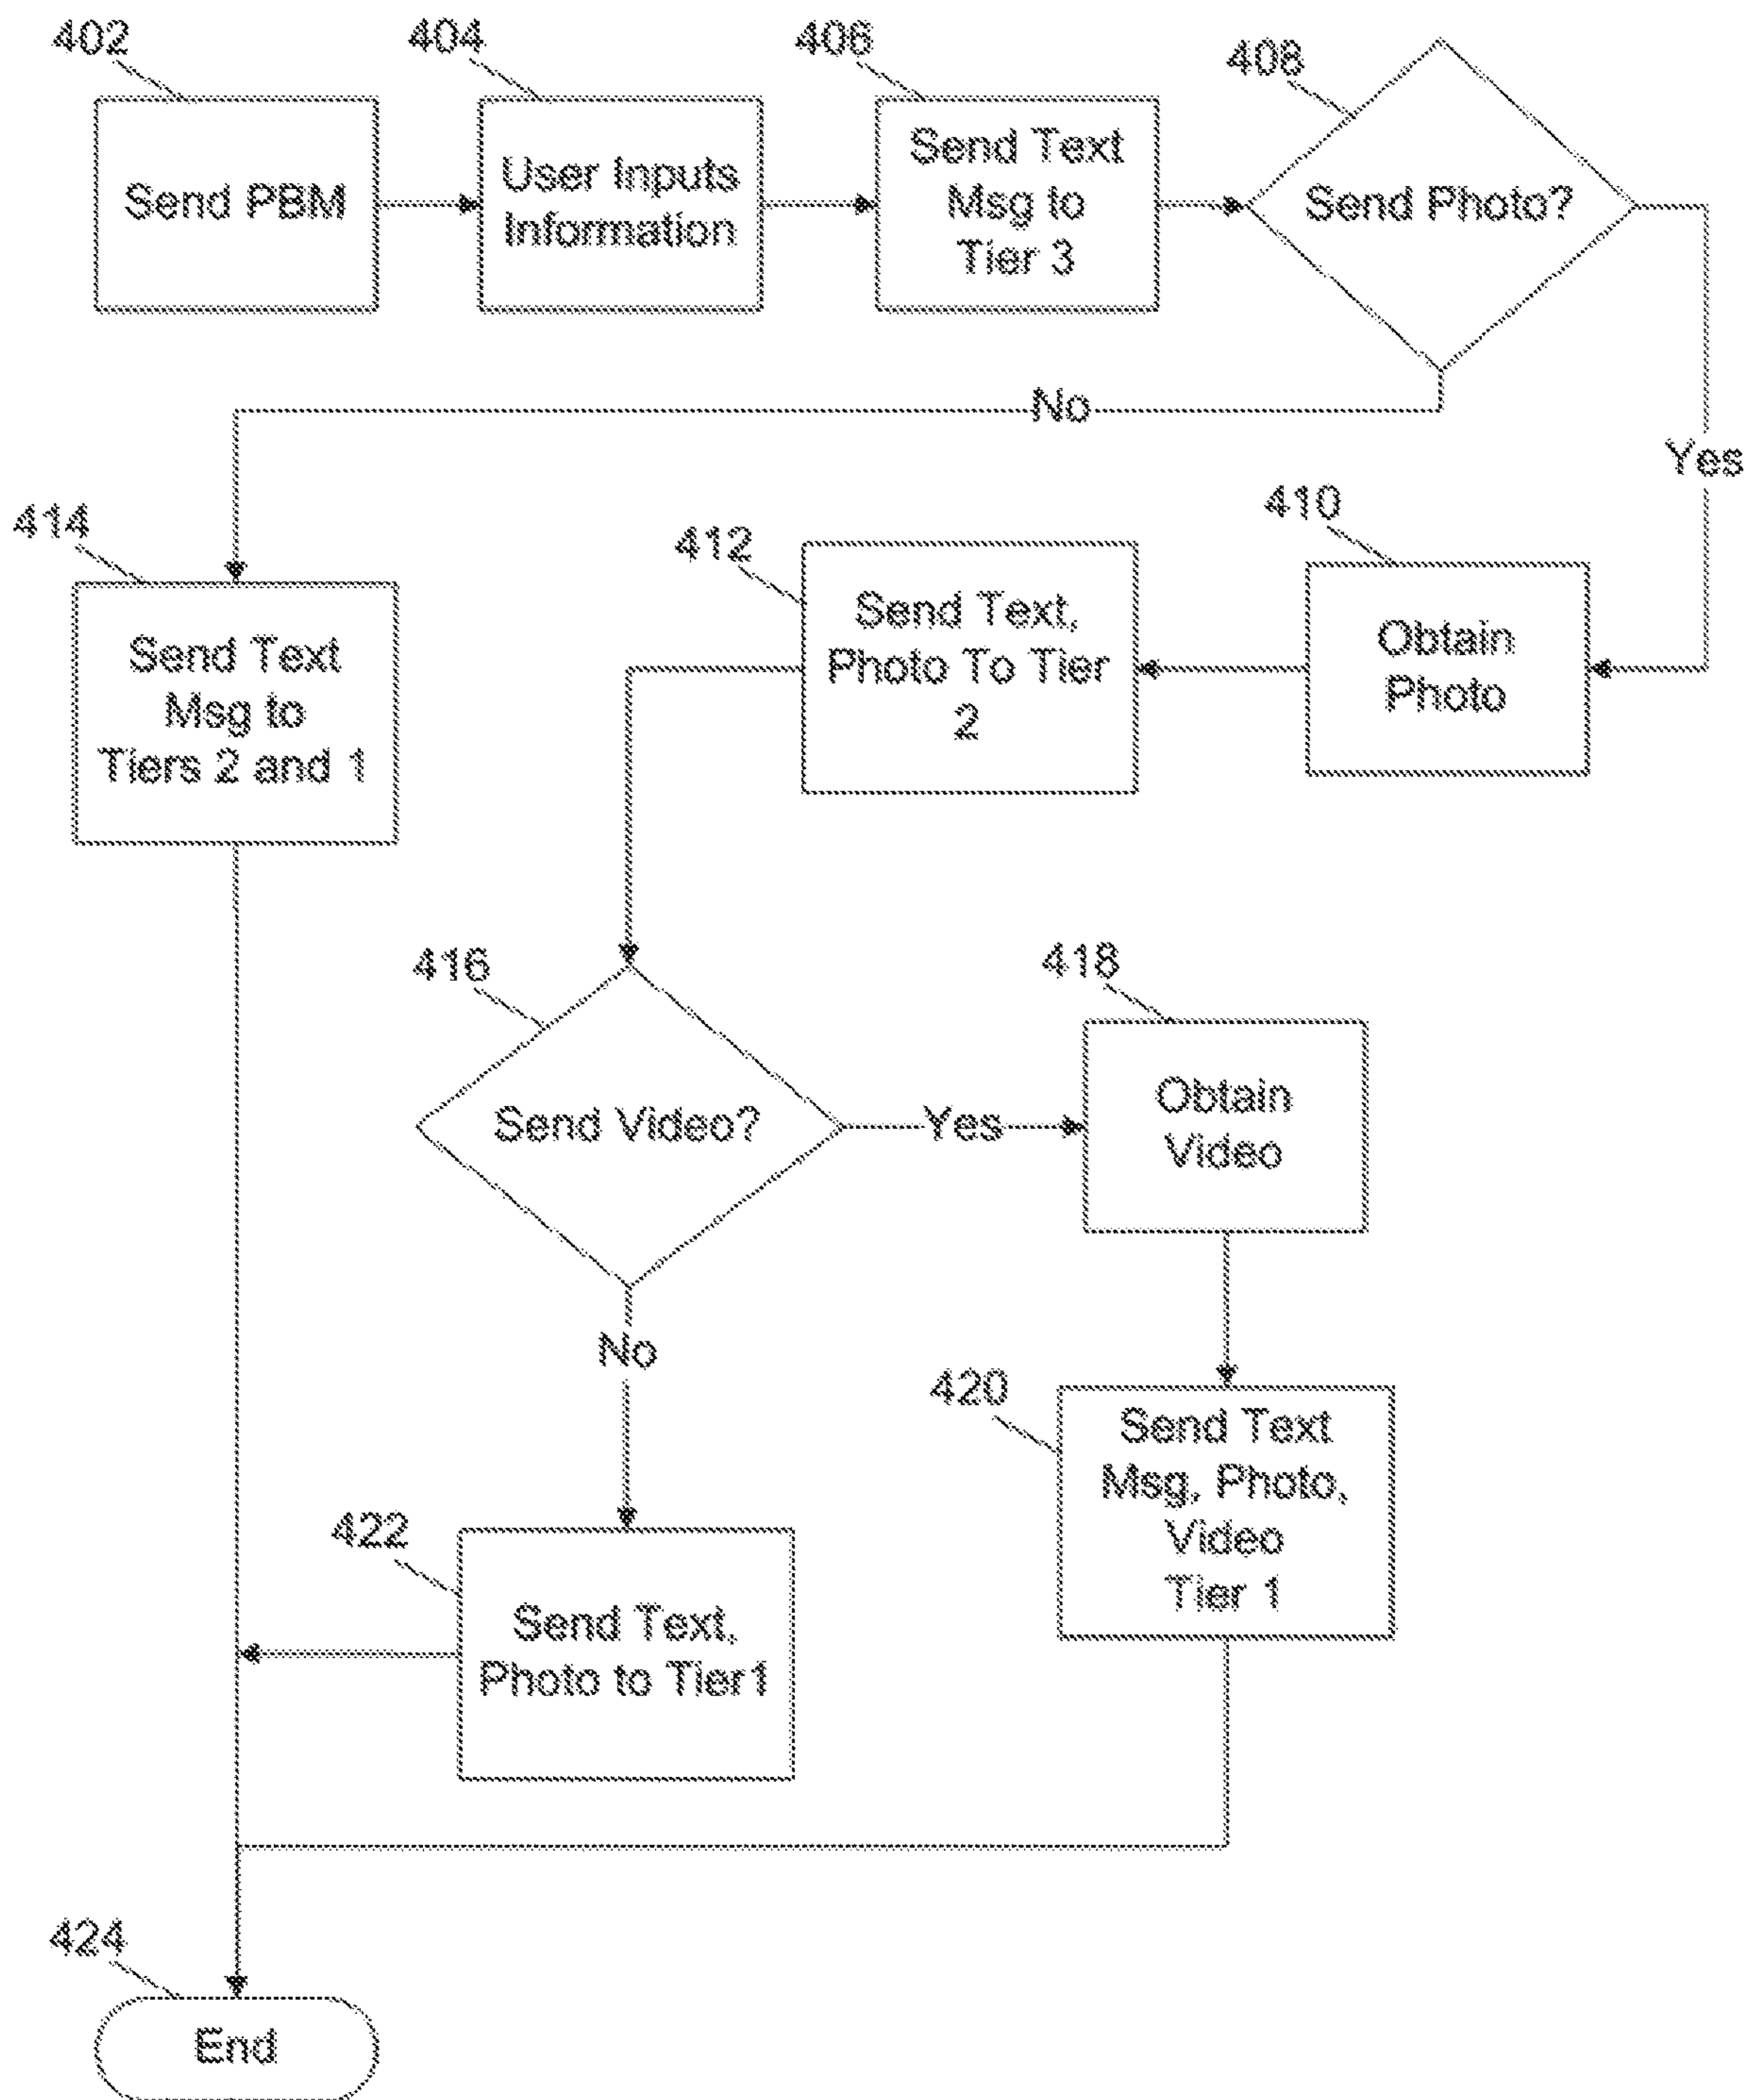 402
404
406
408
Send PBM
User Inputs
Information
Send Text
Msg to
Tier 3
Send Photo?
No
Yes
414
412
410
Send Text
Msg to
Tiers 2 and 1
Send Text,
Photo To Tier
2
Obtain
Photo
416
418
Send Video?
Yes
Obtain
Video
No
420
422
Send Text
Msg, Photo,
Video
Tier 1
Send Text,
Photo to Tier1
424
End